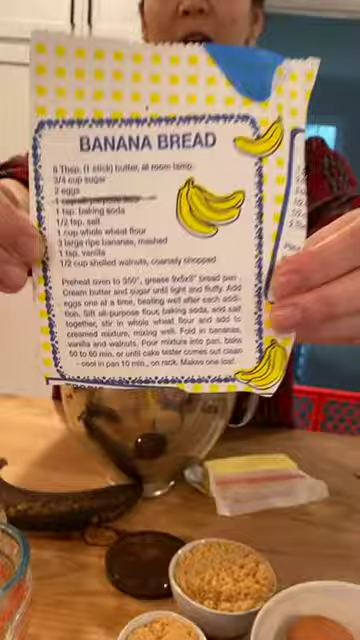 BANANA BREAD
8 Tbsp. (1 stick) butter, at room temp.
3/4 cup sugar
2 eggs
1
1 tsp. baking soda
1/2 tsp. salt
1 cup whole wheat flour
3 large ripe bananas, mashed
1 tsp. vanilla
1/2 cup shelled walnuts, coarsely chopped
Preheat oven to 350°, grease 9x5x3" bread pan.
Cream butter and sugar until light and fluffy. Add
eggs one at a time, beating well after each addi-
tion. Sift all-purpose flour, baking soda, and salt
together, stir in whole wheat flour and add to
creamed mixture, mixing well. Fold in bananas,
vanilla and walnuts. Pour mixture into pan, bake
50 to 60 min. or until cake tester comes out clean
- cool in pan 10 min., on rack. Makes one loaf.